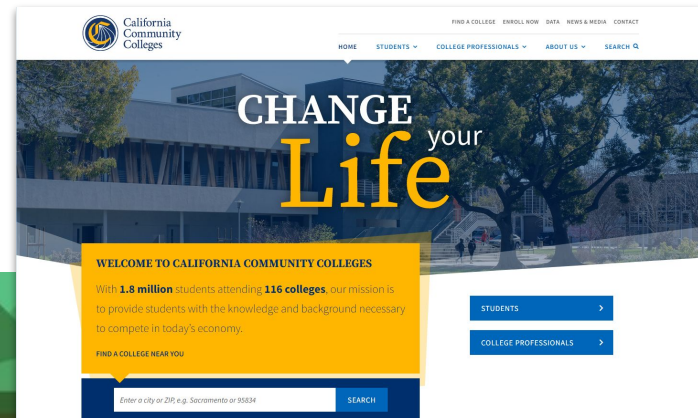 California
Community
Colleges
FIND A COLLEGE ENROLL NOW DATA NEWS & MEDIA CONTACT
HOME STUDENTS COLLEGE PROFESSIONALS ABOUT US SEARCH
CHANGE
your
Life
WELCOME TO CALIFORNIA COMMUNITY COLLEGES
With 1.8 million students attending 116 colleges, our mission is
to provide students with the knowledge and background necessary
to compete in today's economy.
FIND A COLLEGE NEAR YOU
Enter a city or ZIP, e.g. Sacramento or 95834 SEARCH
STUDENTS
COLLEGE PROFESSIONALS